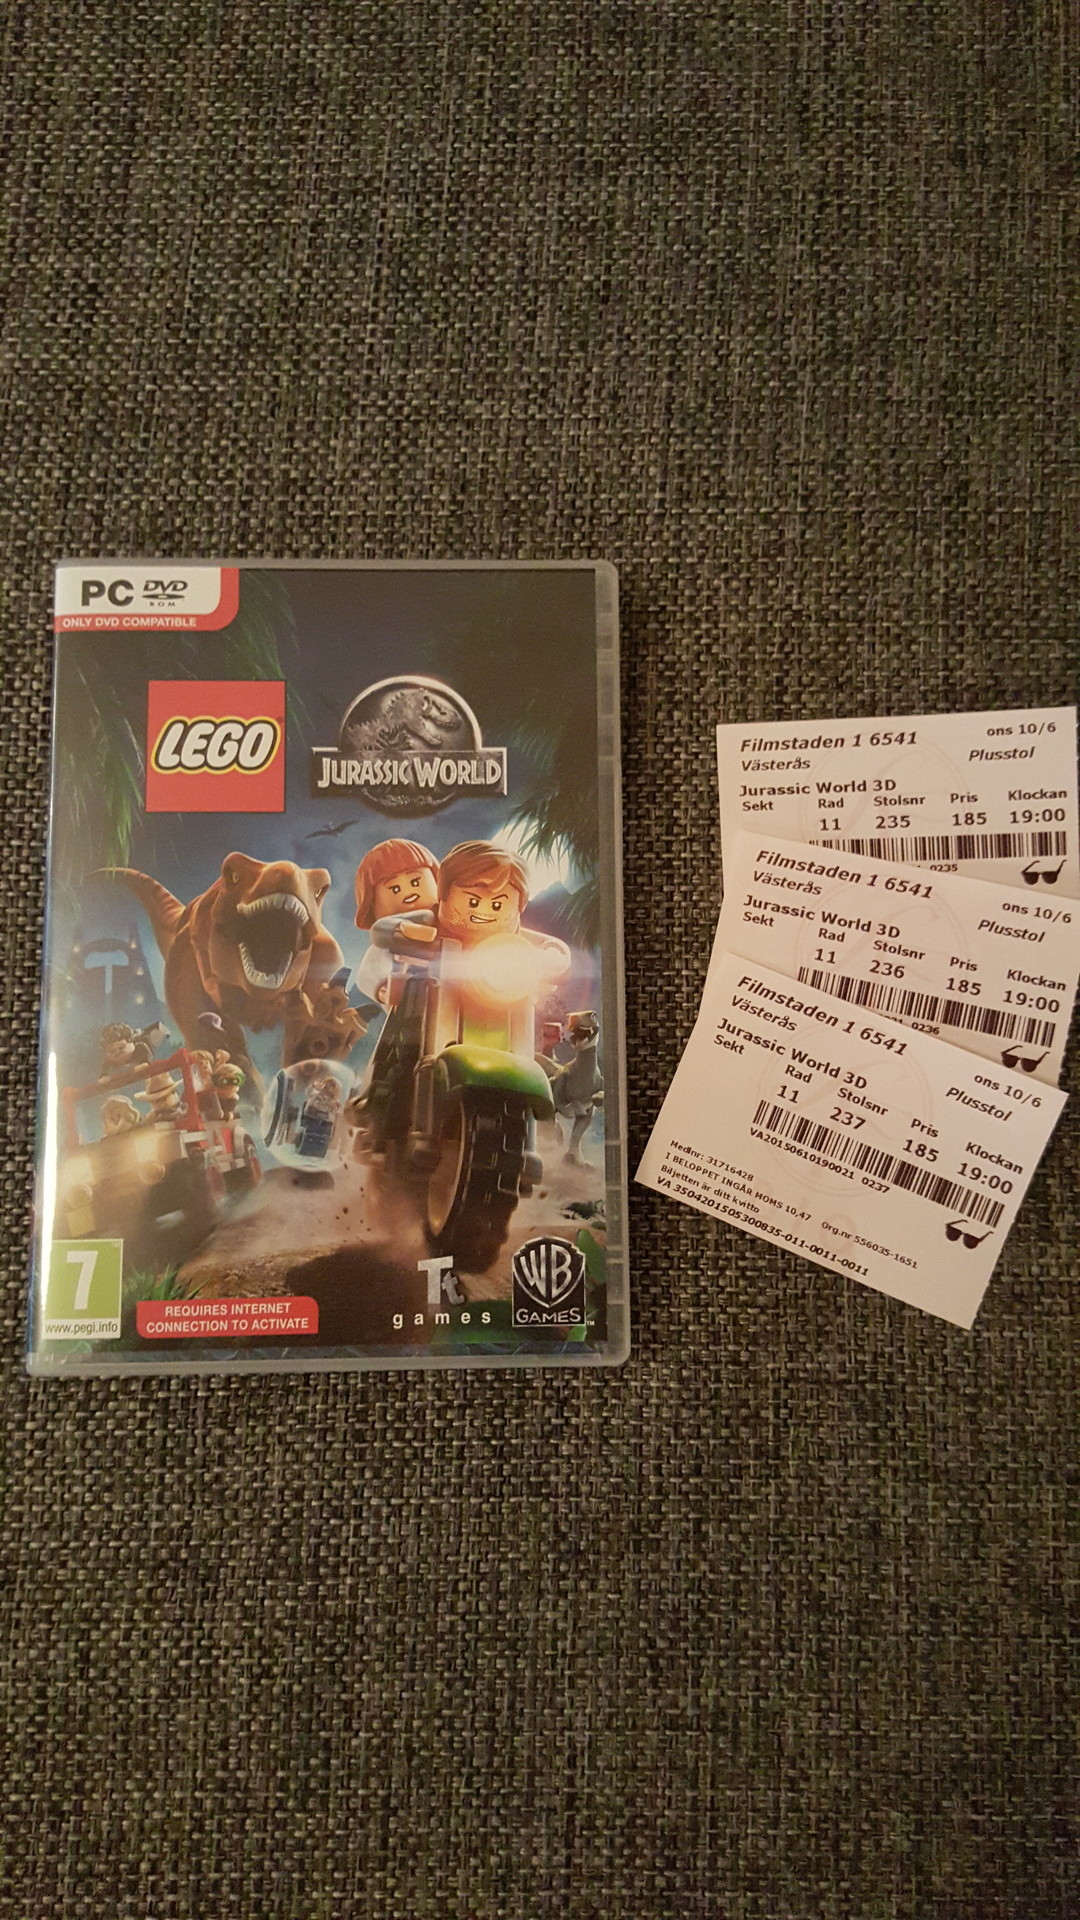 PC DVD
ROM
ONLY DVD COMPATIBLE
LEGO
JURASSIC WORLD
7
www.pegi.info
REQUIRES INTERNET
CONNECTION TO ACTIVATE
Tt
games
WB
GAMES
TM
Filmstaden 1 6541 ons 10/6
Västerås Plusstol
Jurassic World 3D
Sekt Rad Stolsnr Pris Klockan
11 235 185 19:00
0235
Filmstaden 1 6541 ons 10/6
Västerås Plusstol
Jurassic World 3D
Sekt Rad Stolsnr Pris Klockan
11 236 185 19:00
0236
Filmstaden 1 6541 ons 10/6
Västerås Plusstol
Jurassic World 3D
Sekt Rad Stolsnr Pris Klockan
11 237 185 19:00
VA20150610190021 0237
Medlnr: 31716428
I BELOPPET INGÅR MOMS 10,47 Org.nr 556035-1651
Biljetten är ditt kvitto
VA 350420150530​0835-011-0011-0011